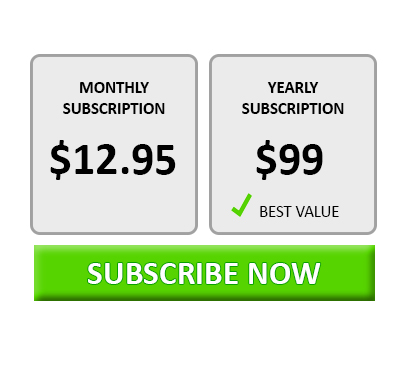 MONTHLY
SUBSCRIPTION
$12.95
YEARLY
SUBSCRIPTION
$99
BEST VALUE
SUBSCRIBE NOW